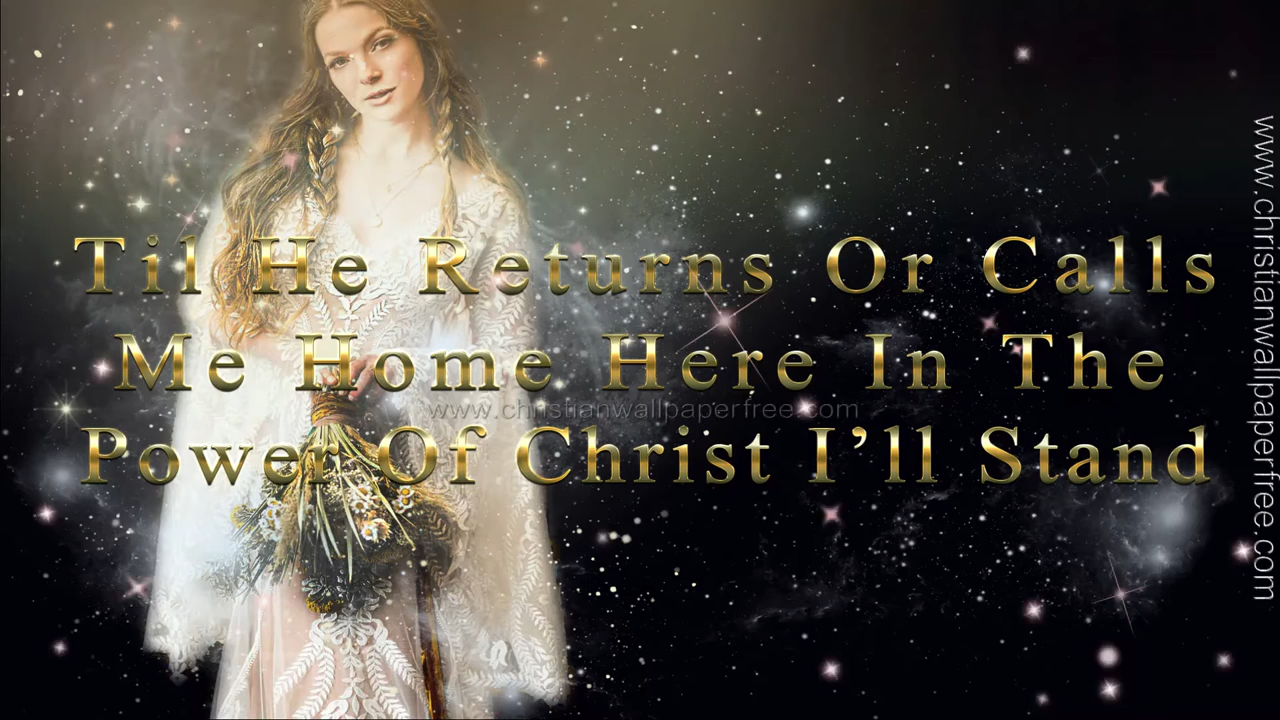 Til He Returns Or Calls
Me Home Here In The
www.christianwallpaperfree.com
Power Of Christ I’ll Stand
www.christianwallpaperfree.com